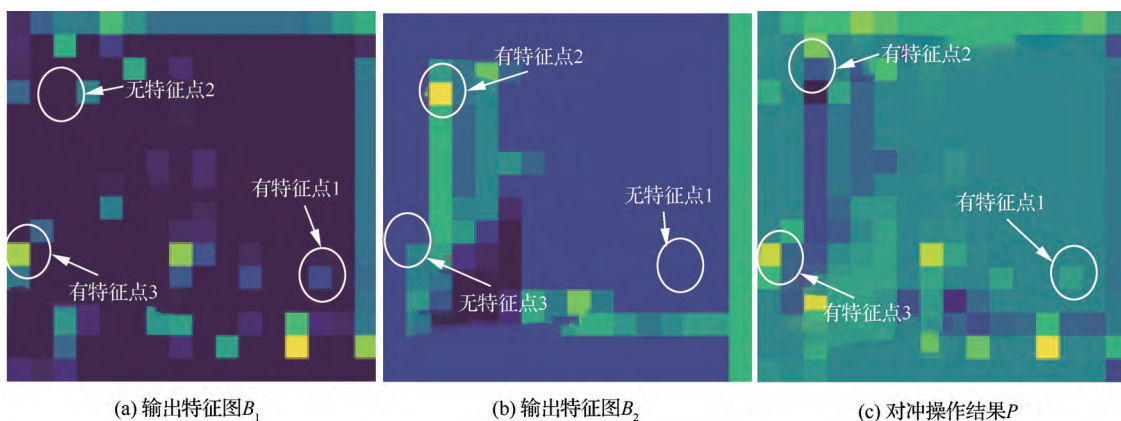 无特征点2
有特征点1
有特征点3
有特征点2
无特征点1
无特征点3
有特征点2
有特征点1
有特征点3
(a) 输出特征图B₁
(b) 输出特征图B₂
(c) 对冲操作结果P